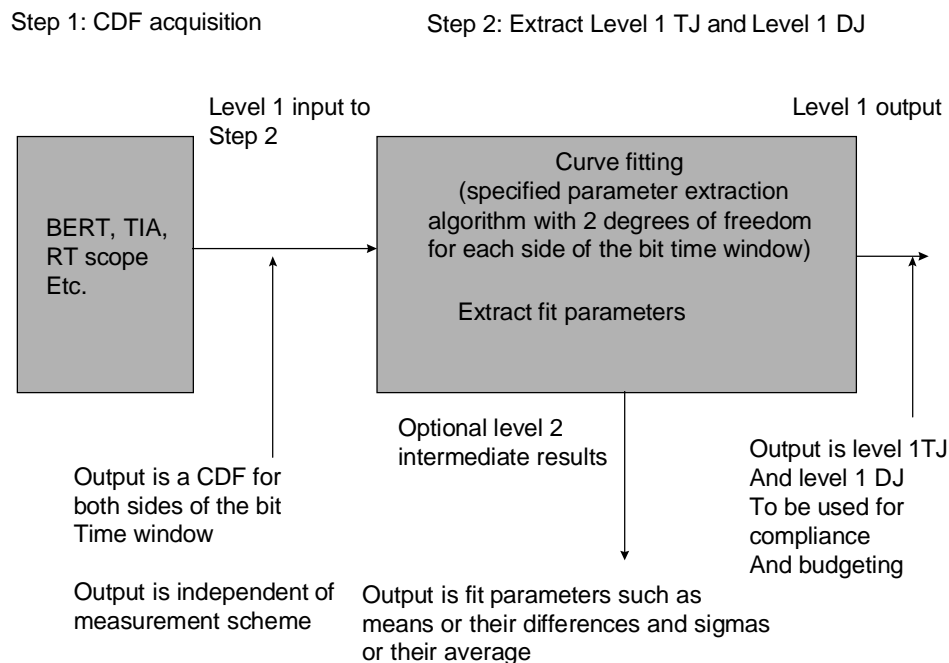 Step 1: CDF acquisition
Step 2: Extract Level 1 TJ and Level 1 DJ
Level 1 input to
Step 2
Level 1 output
BERT, TIA,
RT scope
Etc.
Curve fitting
(specified parameter extraction
algorithm with 2 degrees of freedom
for each side of the bit time window)
Extract fit parameters
Optional level 2
intermediate results
Output is a CDF for
both sides of the bit
Time window
Output is independent of
measurement scheme
Output is fit parameters such as
means or their differences and sigmas
or their average
Output is level 1TJ
And level 1 DJ
To be used for
compliance
And budgeting